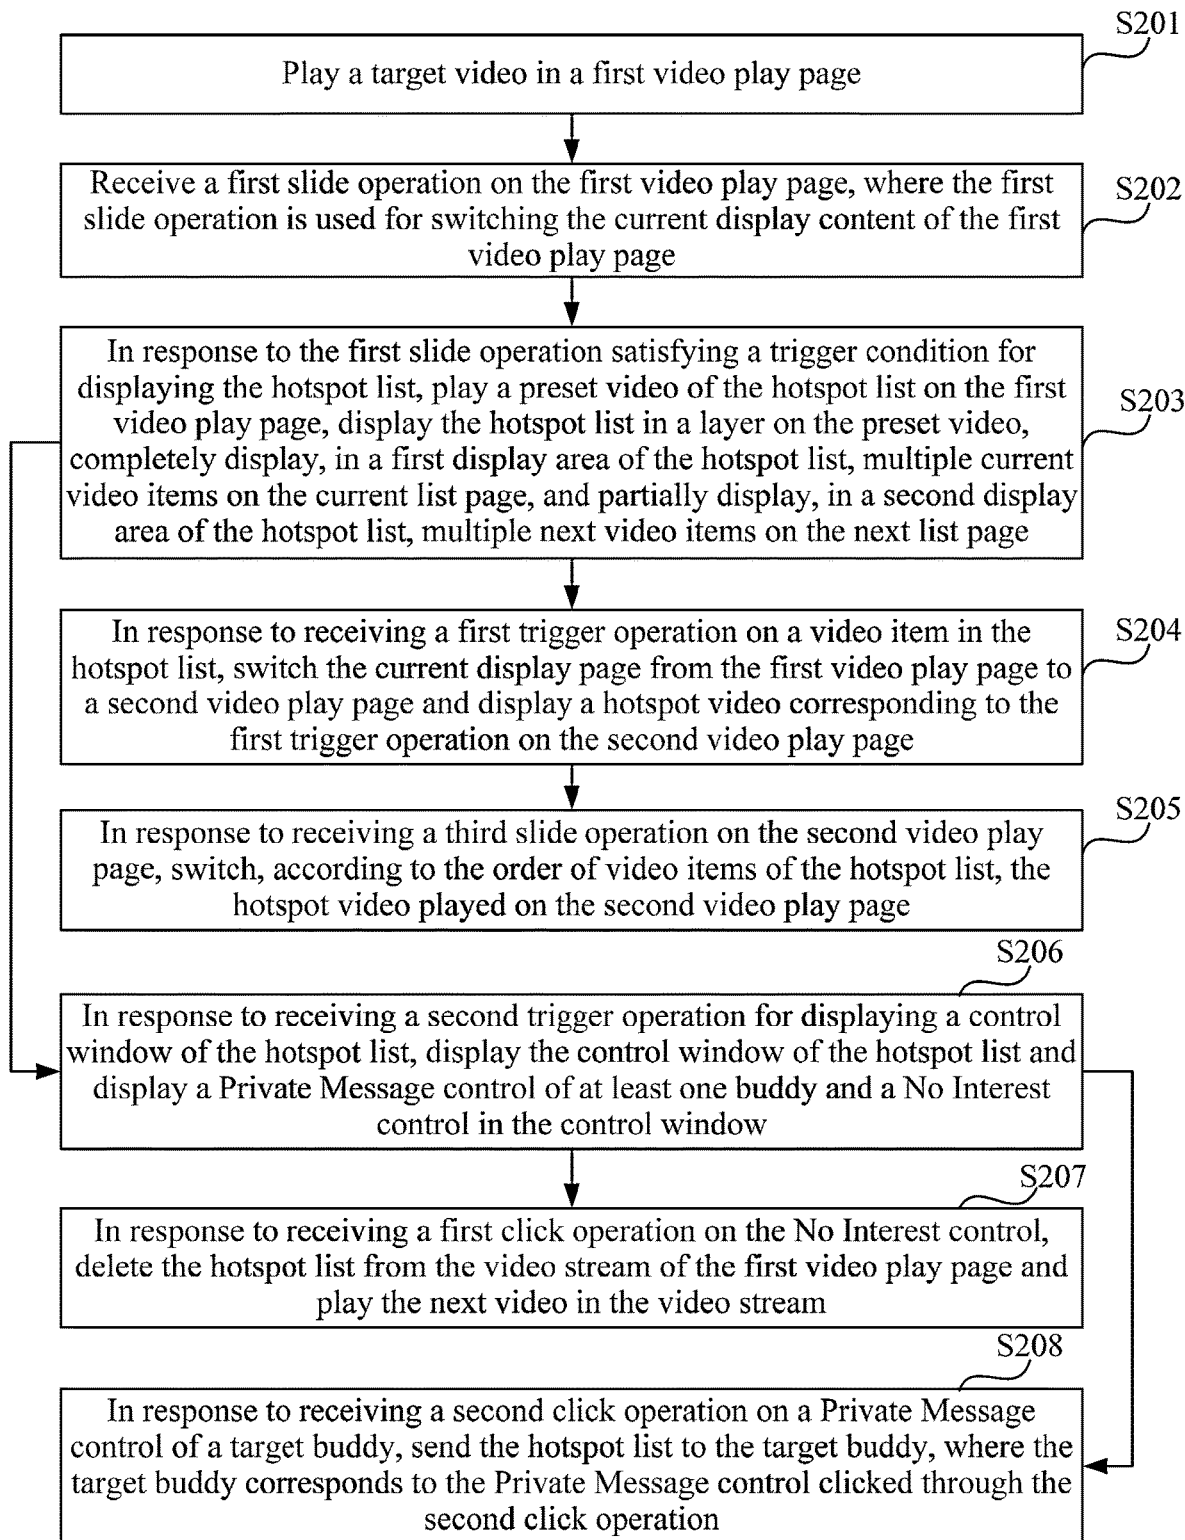 S201
Play a target video in a first video play page
Receive a first slide operation on the first video play page, where the first
slide operation is used for switching the current display content of the first
video play page
S202
In response to the first slide operation satisfying a trigger condition for
displaying the hotspot list, play a preset video of the hotspot list on the first
video play page, display the hotspot list in a layer on the preset video,
completely display, in a first display area of the hotspot list, multiple current
video items on the current list page, and partially display, in a second display
area of the hotspot list, multiple next video items on the next list page
S203
In response to receiving a first trigger operation on a video item in the
hotspot list, switch the current display page from the first video play page to
a second video play page and display a hotspot video corresponding to the
first trigger operation on the second video play page
S204
In response to receiving a third slide operation on the second video play
page, switch, according to the order of video items of the hotspot list, the
hotspot video played on the second video play page
S205
S206
In response to receiving a second trigger operation for displaying a control
window of the hotspot list, display the control window of the hotspot list and
display a Private Message control of at least one buddy and a No Interest
control in the control window
S207
In response to receiving a first click operation on the No Interest control,
delete the hotspot list from the video stream of the first video play page and
play the next video in the video stream
S208
In response to receiving a second click operation on a Private Message
control of a target buddy, send the hotspot list to the target buddy, where the
target buddy corresponds to the Private Message control clicked through the
second click operation